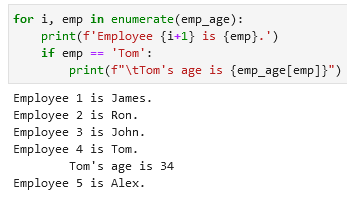 for i, emp in enumerate(emp_age):
    print(f'Employee {i+1} is {emp}.')
    if emp == 'Tom':
        print(f"\tTom's age is {emp_age[emp]}")
Employee 1 is James.
Employee 2 is Ron.
Employee 3 is John.
Employee 4 is Tom.
        Tom's age is 34
Employee 5 is Alex.